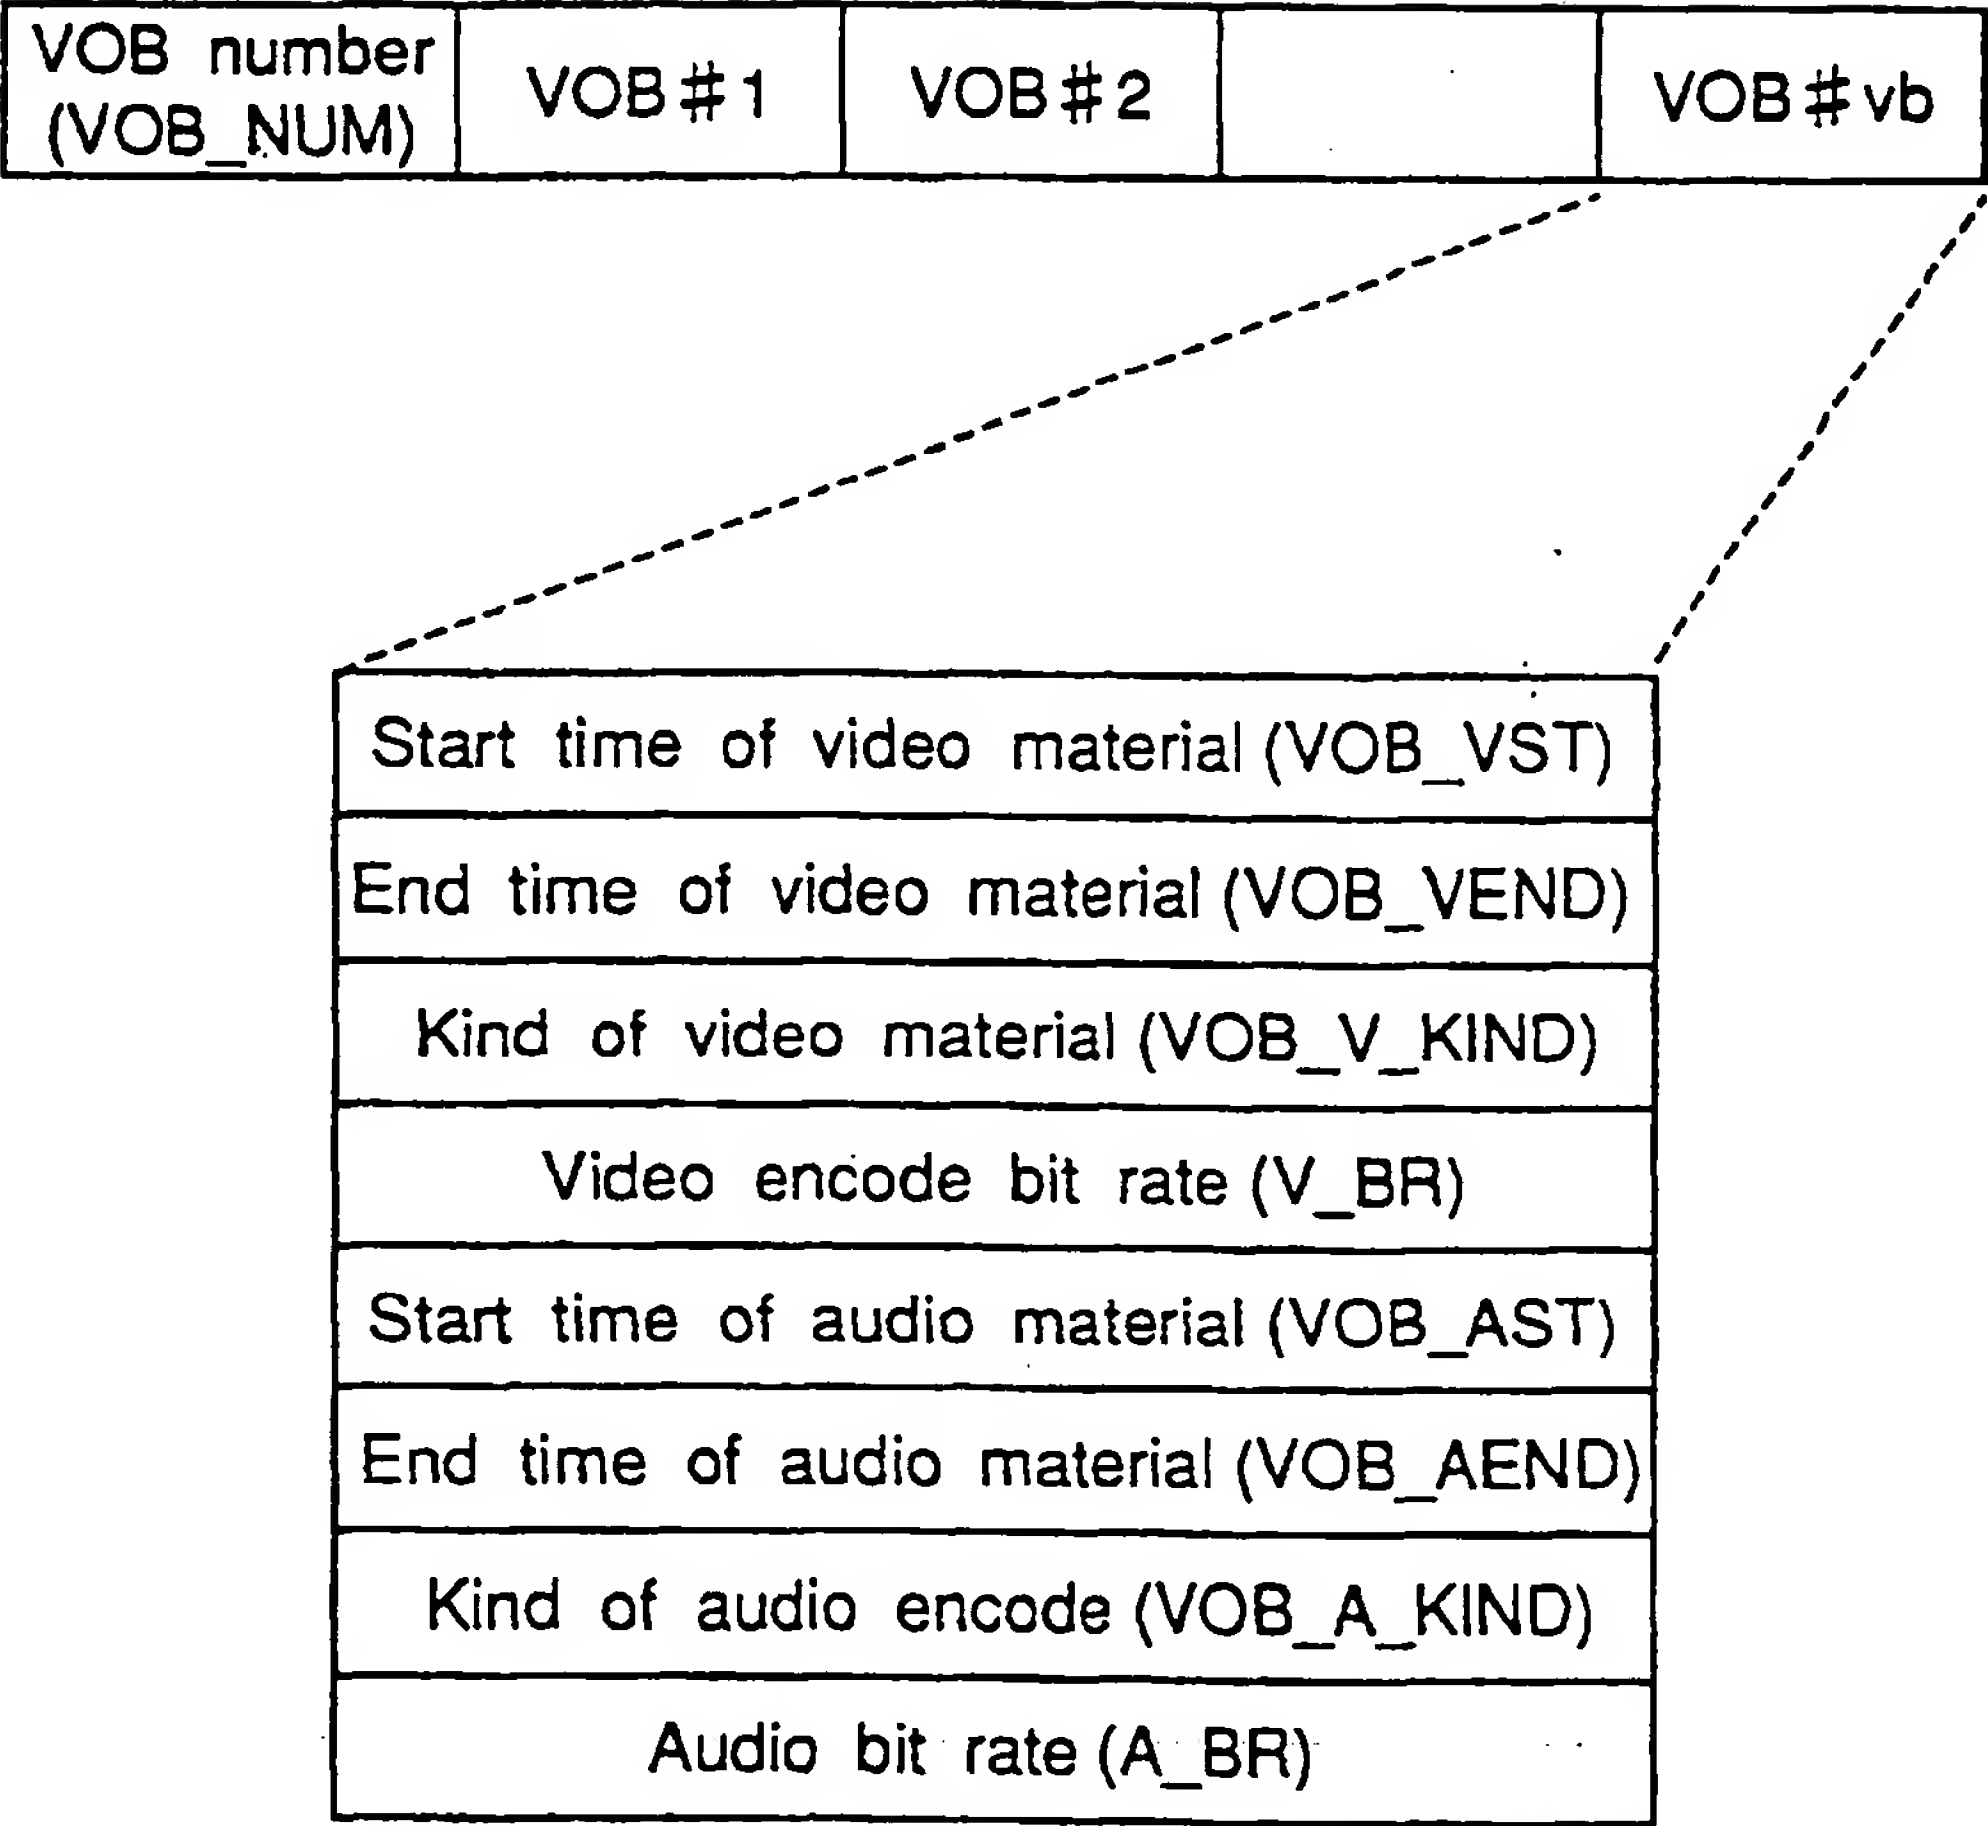 VOB number
(VOB_NUM)
VOB#1
VOB#2
VOB#vb
Start time of video material (VOB_VST)
End time of video material (VOB_VEND)
Kind of video material (VOB_V_KIND)
Video encode bit rate (V_BR)
Start time of audio material (VOB_AST)
End time of audio material (VOB_AEND)
Kind of audio encode (VOB_A_KIND)
Audio bit rate (A_BR)